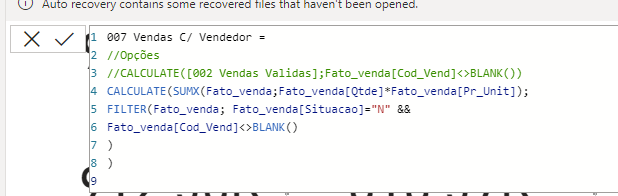 Auto recovery contains some recovered files that haven't been opened.
1 007 Vendas C/ Vendedor =
2 //Opções
3 //CALCULATE([002 Vendas Validas];Fato_venda[Cod_Vend]<>BLANK())
4 CALCULATE(SUMX(Fato_venda;Fato_venda[Qtde]*Fato_venda[Pr_Unit]);
5 FILTER(Fato_venda; Fato_venda[Situacao]="N" &&
6 Fato_venda[Cod_Vend]<>BLANK()
7 )
8 )
9